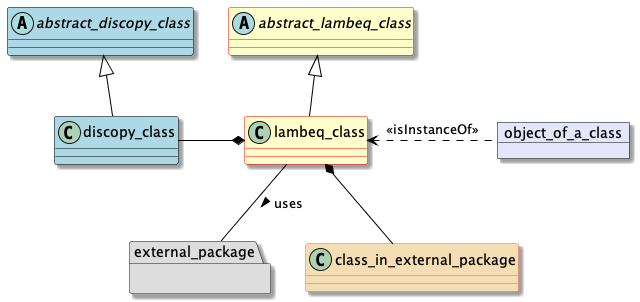 A abstract_discopy_class
A abstract_lambeq_class
C discopy_class
C lambeq_class
«isInstanceOf»
object_of_a_class
uses
external_package
C class_in_external_package